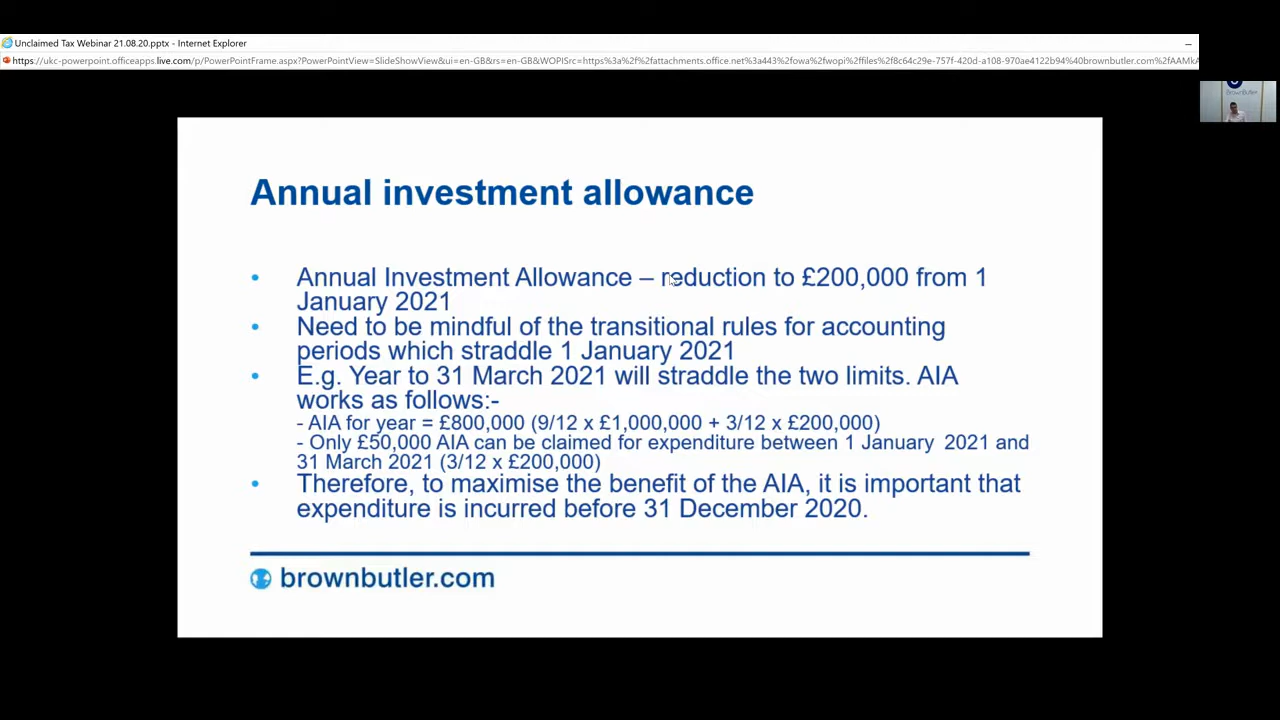 Unclaimed Tax Webinar 21.08.20.pptx - Internet Explorer
https://ukc-powerpoint.officeapps.live.com/p/PowerPointFrame.aspx?PowerPointView=SlideShowView&ui=en-GB&rs=en-GB&WOPISrc=https%3a%2f%2fattachments.office.net%3a443%2fowa%2fwopi%2ffiles%2f8c64c29e-757f-420d-a108-970ae4122b94%40brownbutler.com%2fAAMkA
BrownButler
Annual investment allowance
• Annual Investment Allowance – reduction to £200,000 from 1
January 2021
• Need to be mindful of the transitional rules for accounting
periods which straddle 1 January 2021
• E.g. Year to 31 March 2021 will straddle the two limits. AIA
works as follows:-
- AIA for year = £800,000 (9/12 x £1,000,000 + 3/12 x £200,000)
- Only £50,000 AIA can be claimed for expenditure between 1 January 2021 and
31 March 2021 (3/12 x £200,000)
• Therefore, to maximise the benefit of the AIA, it is important that
expenditure is incurred before 31 December 2020.
brownbutler.com